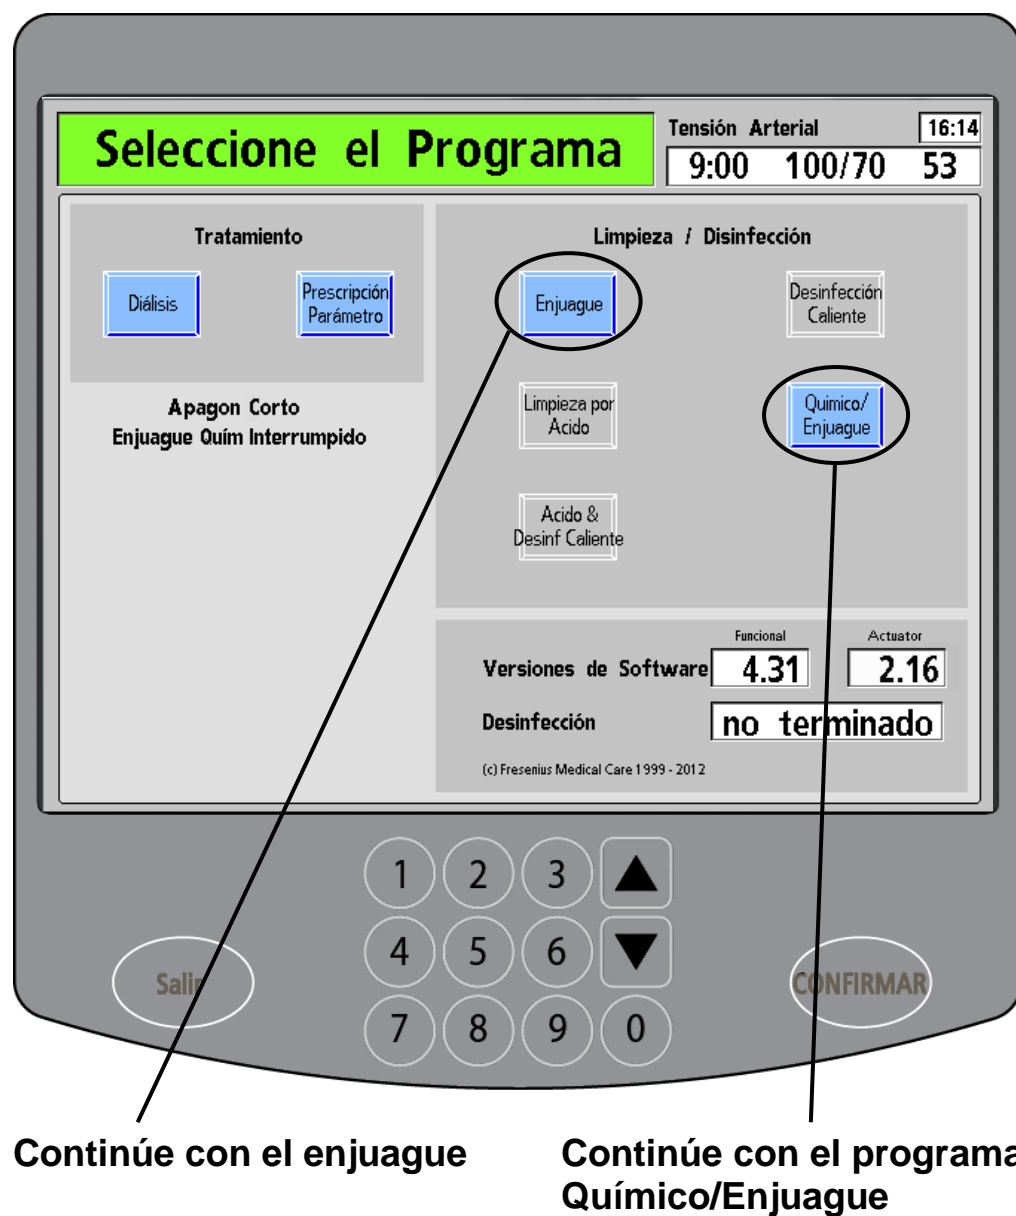 Seleccione el Programa
Tensión Arterial
16:14
9:00 100/70 53
Tratamiento
Diálisis
Prescripción
Parámetro
Apagon Corto
Enjuague Quím Interrumpido
Limpieza / Disinfección
Enjuague
Desinfección
Caliente
Limpieza por
Acido
Quimico/
Enjuague
Acido &
Desinf Caliente
Funcional
Actuator
Versiones de Software 4.31 2.16
Desinfección no terminado
(c) Fresenius Medical Care 1999 - 2012
1 2 3 ▲
4 5 6 ▼
7 8 9 0
Salir
CONFIRMAR
Continúe con el enjuague
Continúe con el programa
Químico/Enjuague